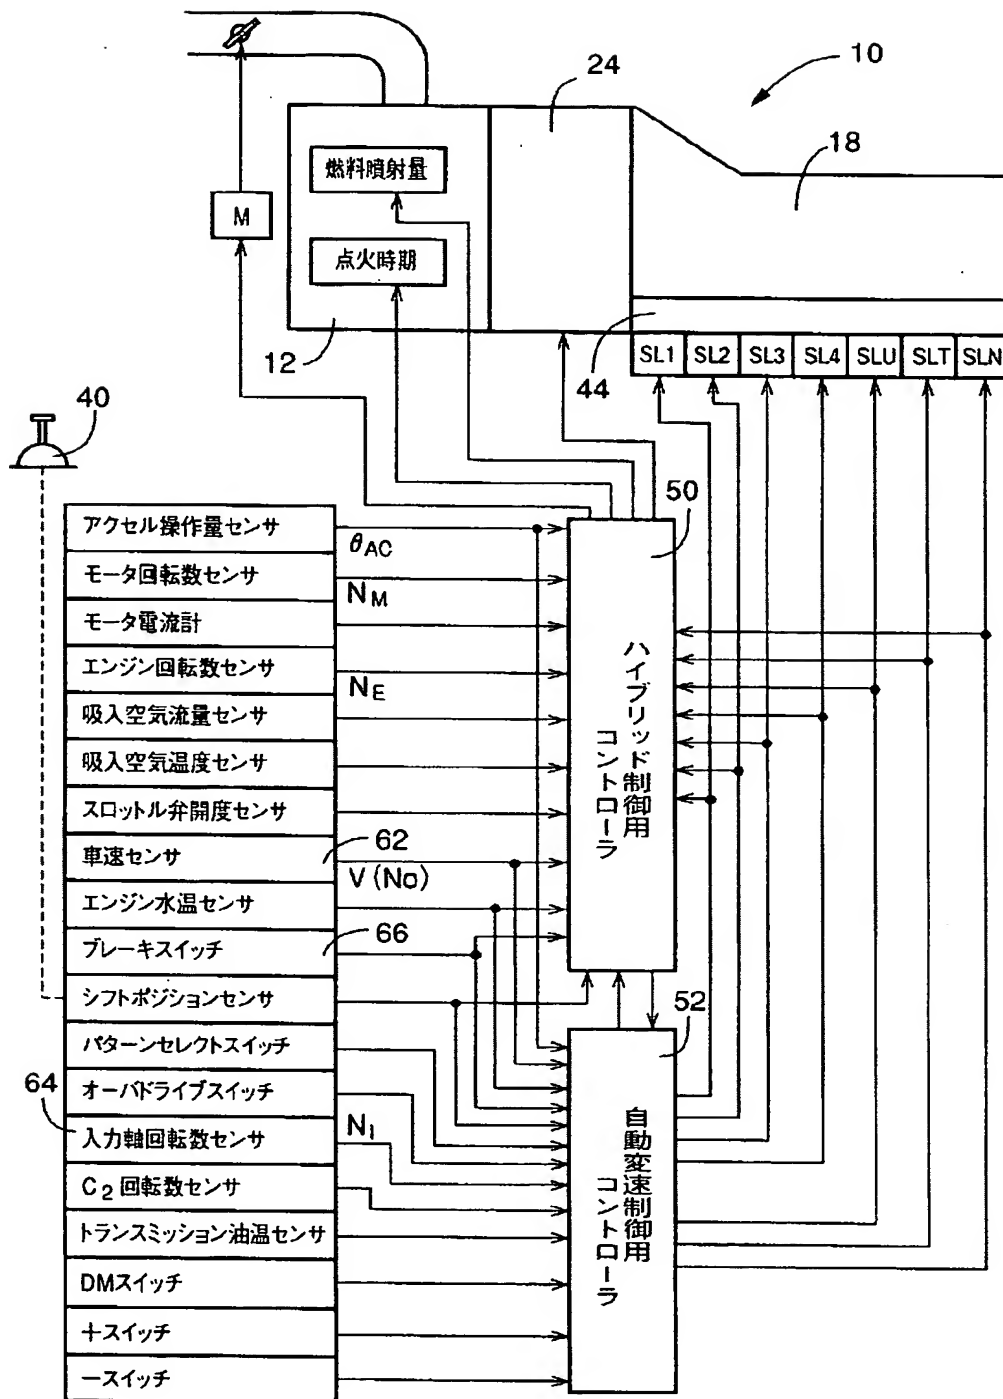 10
24
18
燃料噴射量
M
点火時期
12
44
SL1 SL2 SL3 SL4 SLU SLT SLN
40
50
アクセル操作量センサ
θAC
モータ回転数センサ
NM
モータ電流計
エンジン回転数センサ
NE
吸入空気流量センサ
吸入空気温度センサ
スロットル弁開度センサ
車速センサ
62
V(No)
エンジン水温センサ
ブレーキスイッチ
66
シフトポジションセンサ
パターンセレクトスイッチ
オーバドライブスイッチ
64
入力軸回転数センサ
NI
C2回転数センサ
トランスミッション油温センサ
DMスイッチ
+スイッチ
ースイッチ
ハイブリッド制御用
コントローラ
52
自動変速制御用
コントローラ